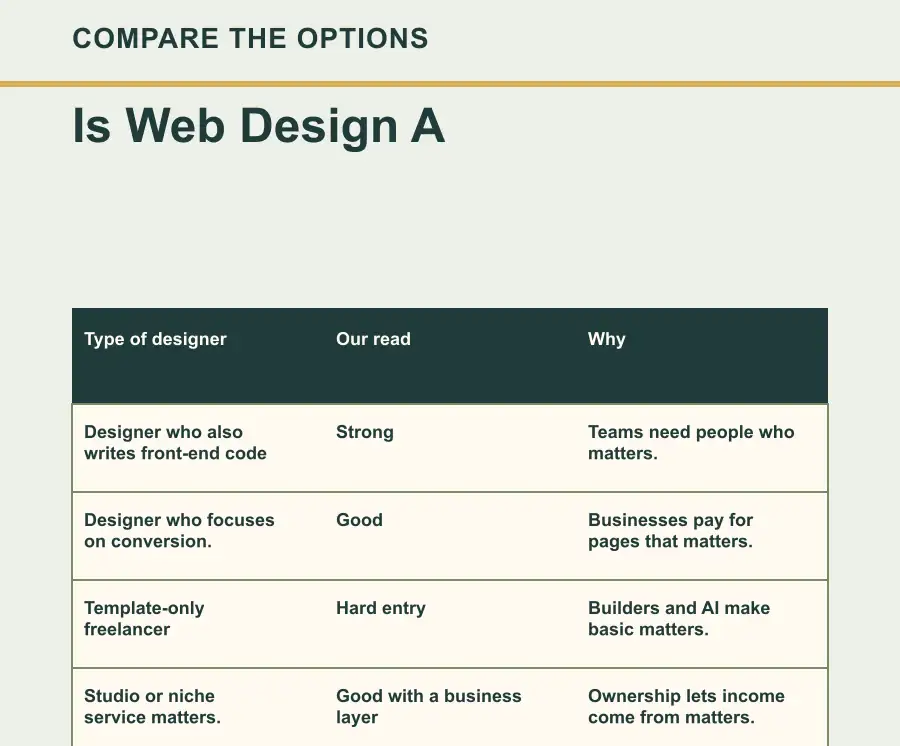 COMPARE THE OPTIONS
Is Web Design A
Type of designer
Our read
Why
Designer who also
writes front-end code
Strong
Teams need people who
matters.
Designer who focuses
on conversion.
Good
Businesses pay for
pages that matters.
Template-only
freelancer
Hard entry
Builders and AI make
basic matters.
Studio or niche
service matters.
Good with a business
layer
Ownership lets income
come from matters.